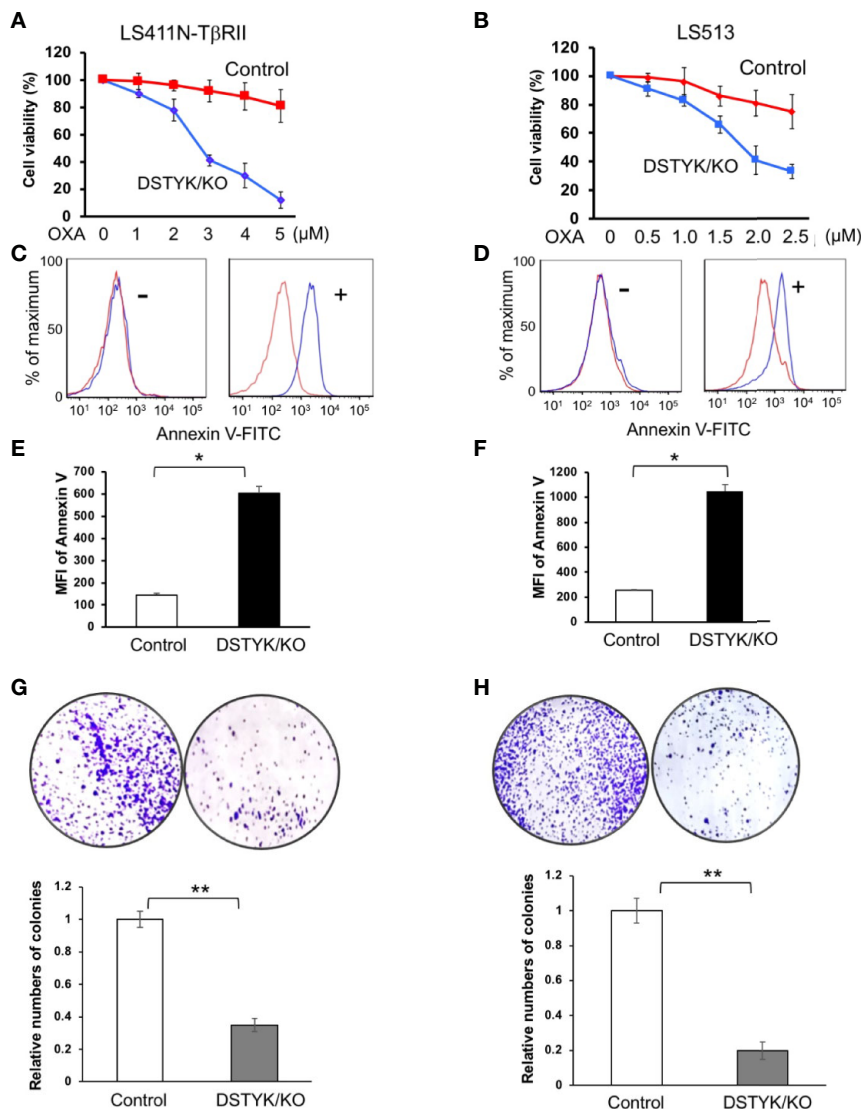 A
LS411N-TβRII
Control
Cell viability (%)
120
100
80
60
40
20
0
DSTYK/KO
OXA 0 1 2 3 4 5 (μM)
B
LS513
Control
Cell viability (%)
120
100
80
60
40
20
0
DSTYK/KO
OXA 0 0.5 1.0 1.5 2.0 2.5 (μM)
C
% of maximum
100
50
0
-
+
10¹ 10² 10³ 10⁴ 10⁵
10¹ 10² 10³ 10⁴ 10⁵
Annexin V-FITC
D
% of maximum
100
50
0
-
+
10¹ 10² 10³ 10⁴ 10⁵
10¹ 10² 10³ 10⁴ 10⁵
Annexin V-FITC
E
MFI of Annexin V
700
600
500
400
300
200
100
0
*
Control DSTYK/KO
F
MFI of Annexin V
1200
1000
800
600
400
200
0
*
Control DSTYK/KO
G
Relative numbers of colonies
1.2
1
0.8
0.6
0.4
0.2
0
**
Control DSTYK/KO
H
Relative numbers of colonies
1.2
1
0.8
0.6
0.4
0.2
0
**
Control DSTYK/KO